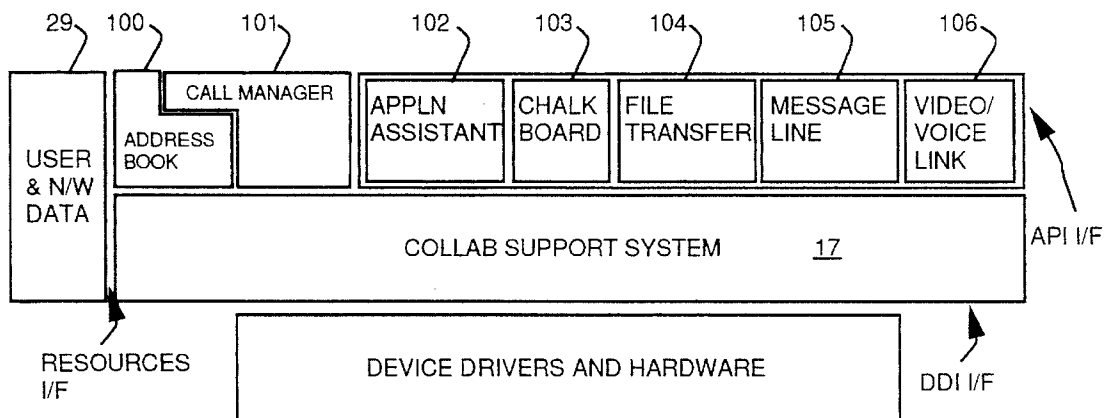 29 100 101 102 103 104 105 106
USER
& N/W
DATA
ADDRESS
BOOK
CALL MANAGER
APPLN
ASSISTANT
CHALK
BOARD
FILE
TRANSFER
MESSAGE
LINE
VIDEO/
VOICE
LINK
API I/F
COLLAB SUPPORT SYSTEM 17
RESOURCES
I/F
DEVICE DRIVERS AND HARDWARE
DDI I/F